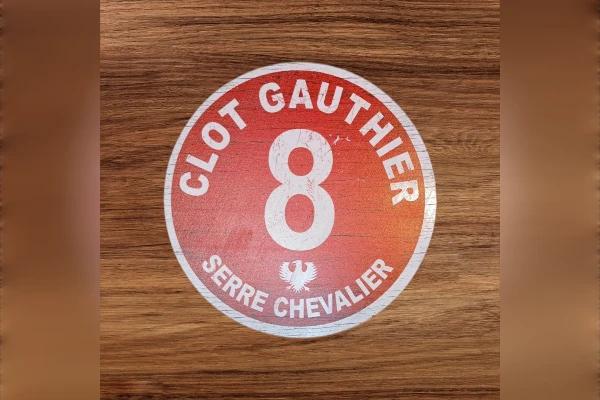 CLOT GAUTHIER
8
SERRE CHEVALIER